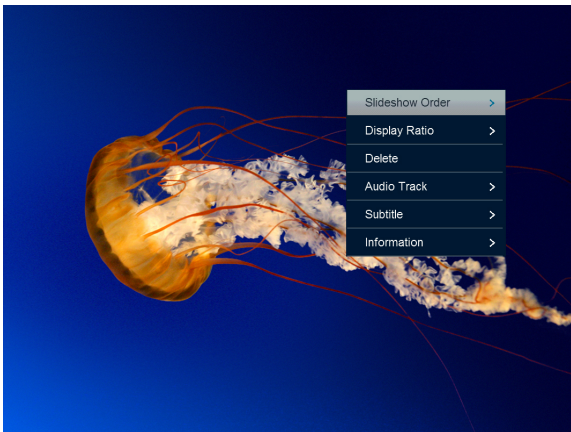 Slideshow Order >
Display Ratio >
Delete
Audio Track >
Subtitle >
Information >